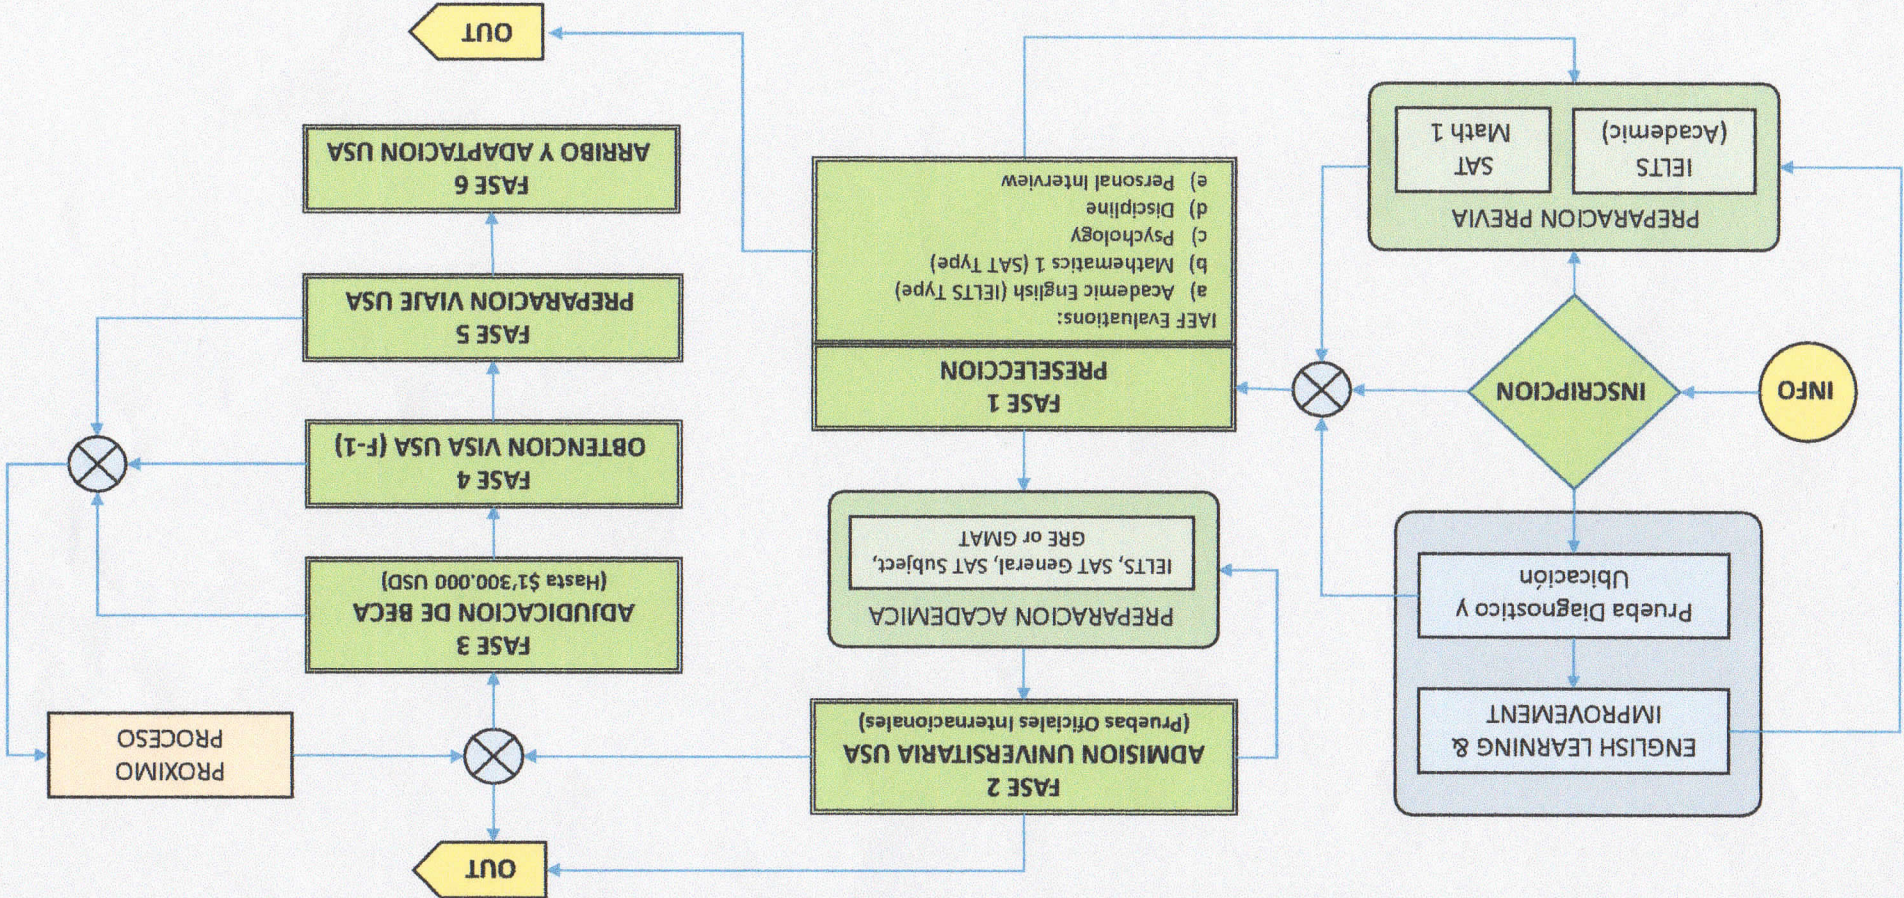 OUT
FASE 2
ADMISION UNIVERSITARIA USA
(Pruebas Oficiales Internacionales)
ENGLISH LEARNING &
IMPROVEMENT
PROXIMO
PROCESO
Prueba Diagnostico y
Ubicación
PREPARACION ACADEMICA
IELTS, SAT General, SAT Subject,
GRE or GMAT
FASE 3
ADJUDICACION DE BECA
(Hasta $1'300.000 USD)
INFO
INSCRIPCION
FASE 1
PRESELECCION
IAEF Evaluations:
a) Academic English (IELTS Type)
b) Mathematics 1 (SAT Type)
c) Psychology
d) Discipline
e) Personal Interview
FASE 4
OBTENCION VISA USA (F-1)
FASE 5
PREPARACION VIAJE USA
PREPARACION PREVIA
IELTS
(Academic)
SAT
Math 1
FASE 6
ARRIBO Y ADAPTACION USA
OUT